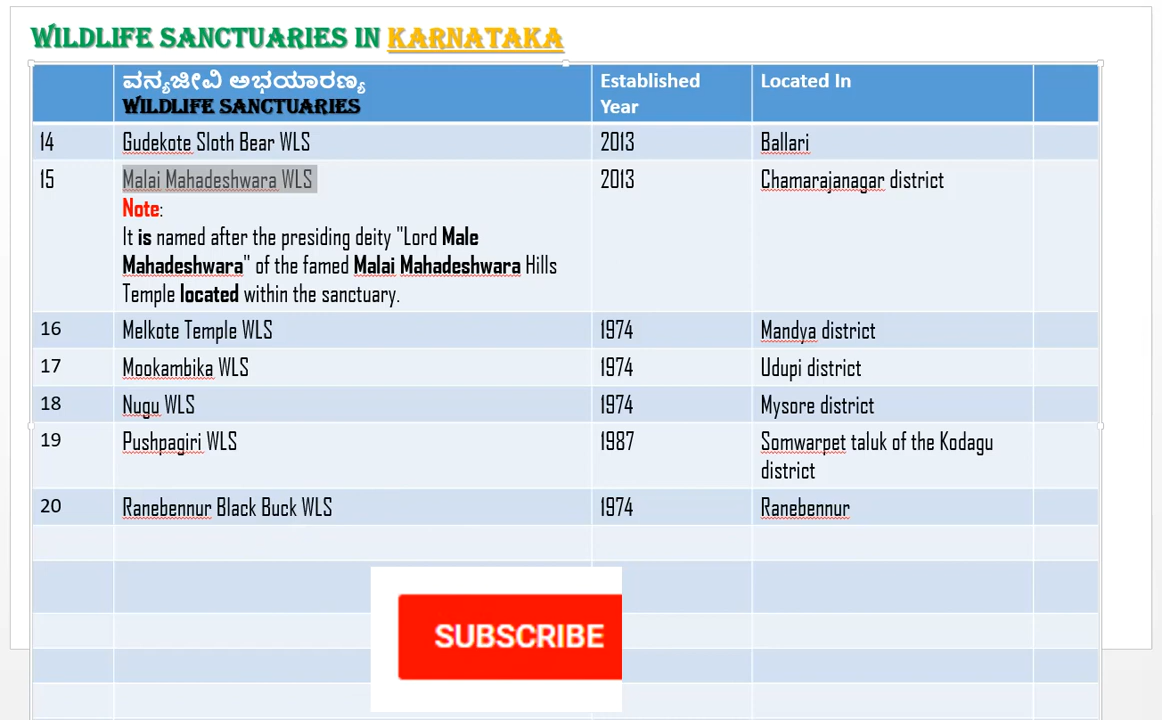 WILDLIFE SANCTUARIES IN KARNATAKA
ವನ್ಯಜೀವಿ ಅಭಯಾರಣ್ಯ Established Located In
WILDLIFE SANCTUARIES Year
14 Gudekote Sloth Bear WLS 2013 Ballari
15 Malai Mahadeshwara WLS 2013 Chamarajanagar district
Note:
It is named after the presiding deity "Lord Male
Mahadeshwara" of the famed Malai Mahadeshwara Hills
Temple located within the sanctuary.
16 Melkote Temple WLS 1974 Mandya district
17 Mookambika WLS 1974 Udupi district
18 Nugu WLS 1974 Mysore district
19 Pushpagiri WLS 1987 Somwarpet taluk of the Kodagu
district
20 Ranebennur Black Buck WLS 1974 Ranebennur
SUBSCRIBE